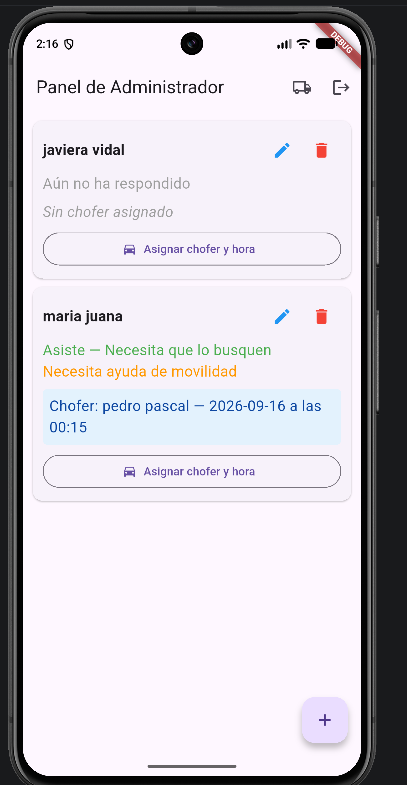 2:16
DEBUG
Panel de Administrador
javiera vidal
Aún no ha respondido
Sin chofer asignado
Asignar chofer y hora
maria juana
Asiste — Necesita que lo busquen
Necesita ayuda de movilidad
Chofer: pedro pascal — 2026-09-16 a las
00:15
Asignar chofer y hora